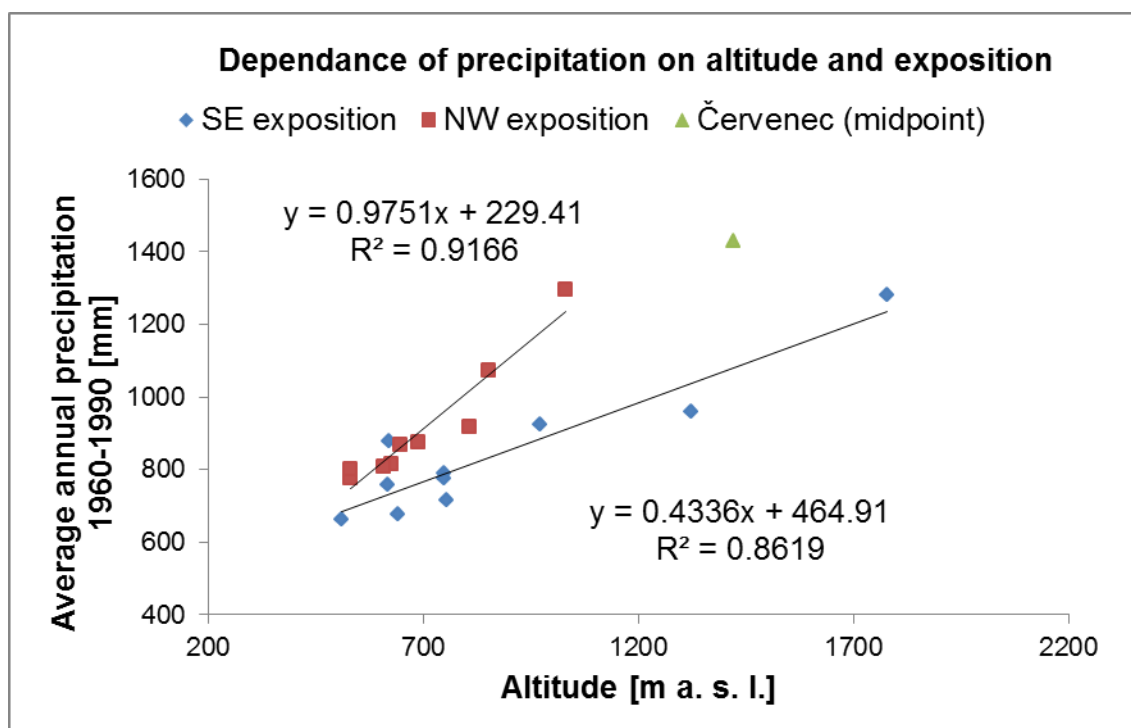 Dependance of precipitation on altitude and exposition
SE exposition NW exposition Červenec (midpoint)
Average annual precipitation
1960-1990 [mm]
1600
1400
1200
1000
800
600
400
y = 0.9751x + 229.41
R² = 0.9166
y = 0.4336x + 464.91
R² = 0.8619
200 700 1200 1700 2200
Altitude [m a. s. l.]